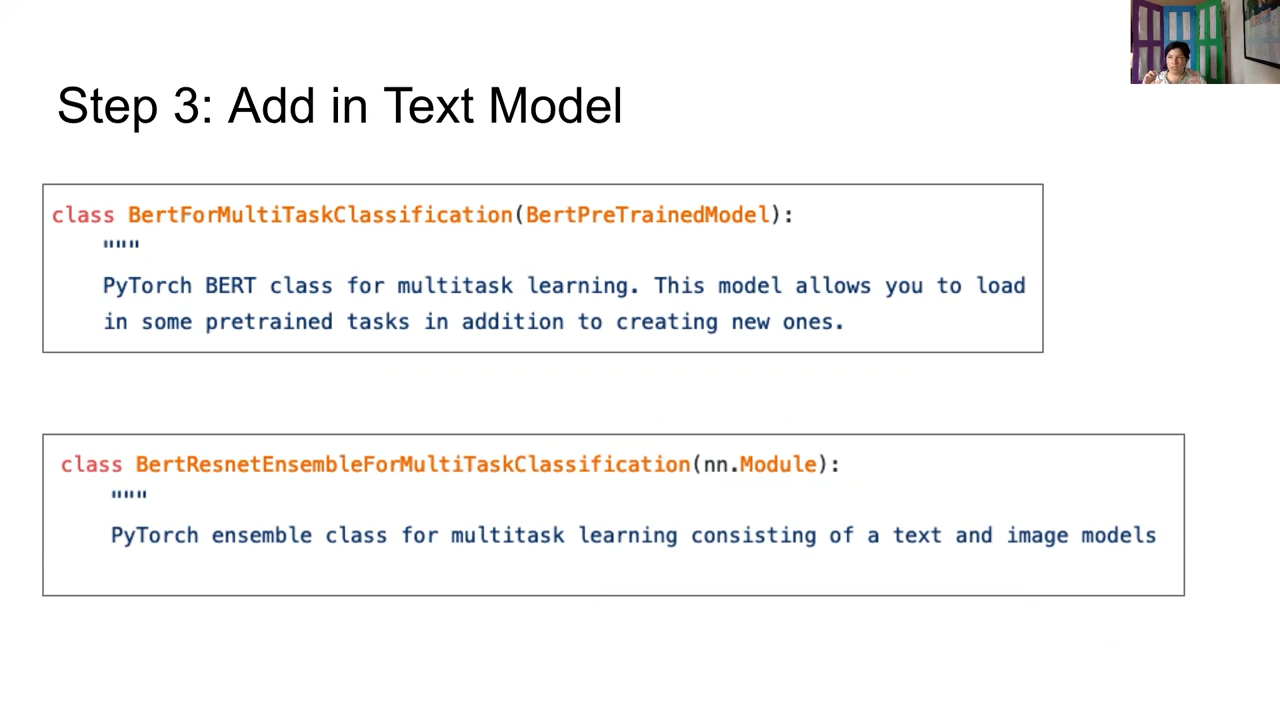 Step 3: Add in Text Model
class BertForMultiTaskClassification(BertPreTrainedModel):
"""
PyTorch BERT class for multitask learning. This model allows you to load
in some pretrained tasks in addition to creating new ones.
class BertResnetEnsembleForMultiTaskClassification(nn.Module):
"""
PyTorch ensemble class for multitask learning consisting of a text and image models